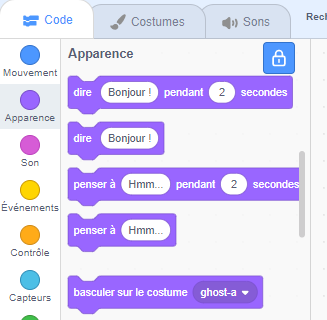 Code
Costumes
Sons
Rech
Mouvement
Apparence
Son
Événements
Contrôle
Capteurs
Apparence
dire Bonjour ! pendant 2 secondes
dire Bonjour !
penser à Hmm... pendant 2 secondes
penser à Hmm...
basculer sur le costume ghost-a